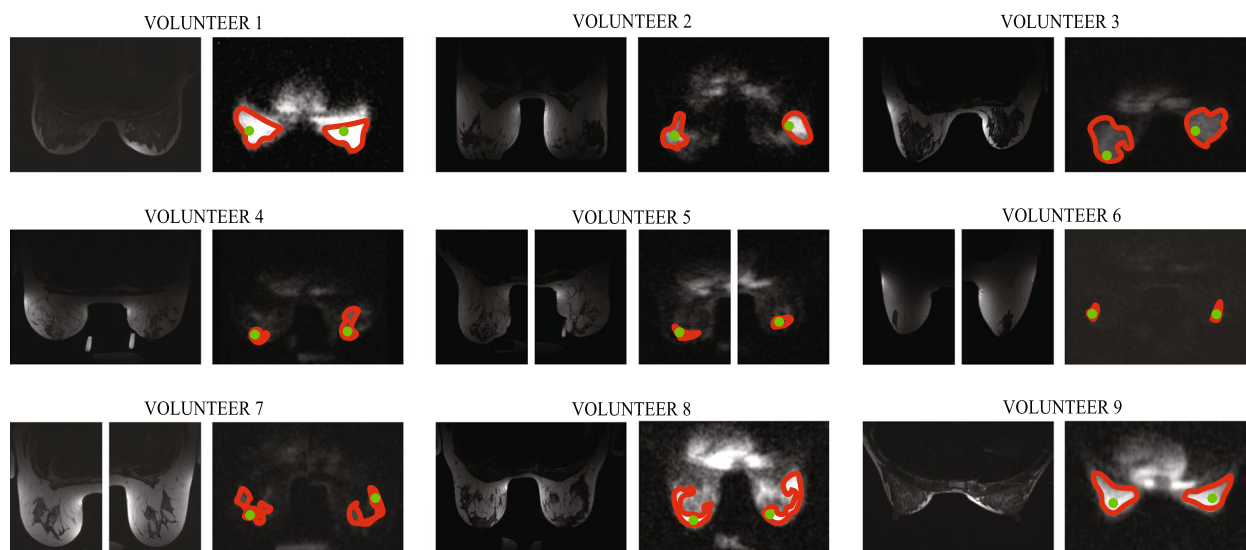 VOLUNTEER 1
VOLUNTEER 2
VOLUNTEER 3
VOLUNTEER 4
VOLUNTEER 5
VOLUNTEER 6
VOLUNTEER 7
VOLUNTEER 8
VOLUNTEER 9